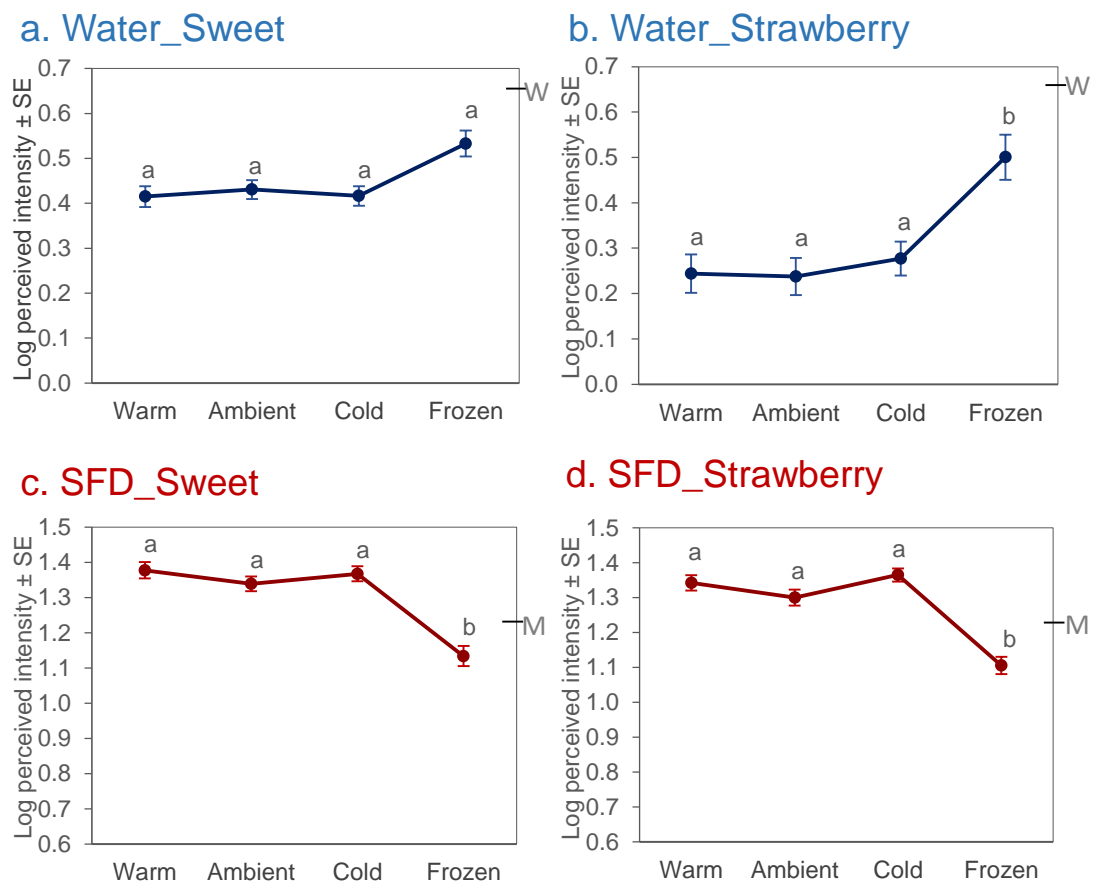 a. Water_Sweet
Log perceived intensity ± SE
0.7
0.6
0.5
0.4
0.3
0.2
0.1
0.0
a
a
a
a
W
Warm Ambient Cold Frozen
b. Water_Strawberry
Log perceived intensity ± SE
0.7
0.6
0.5
0.4
0.3
0.2
0.1
0.0
a
a
a
b
W
Warm Ambient Cold Frozen
c. SFD_Sweet
Log perceived intensity ± SE
1.5
1.4
1.3
1.2
1.1
1.0
0.9
0.8
0.7
0.6
a
a
a
b
M
Warm Ambient Cold Frozen
d. SFD_Strawberry
Log perceived intensity ± SE
1.5
1.4
1.3
1.2
1.1
1.0
0.9
0.8
0.7
0.6
a
a
a
b
M
Warm Ambient Cold Frozen